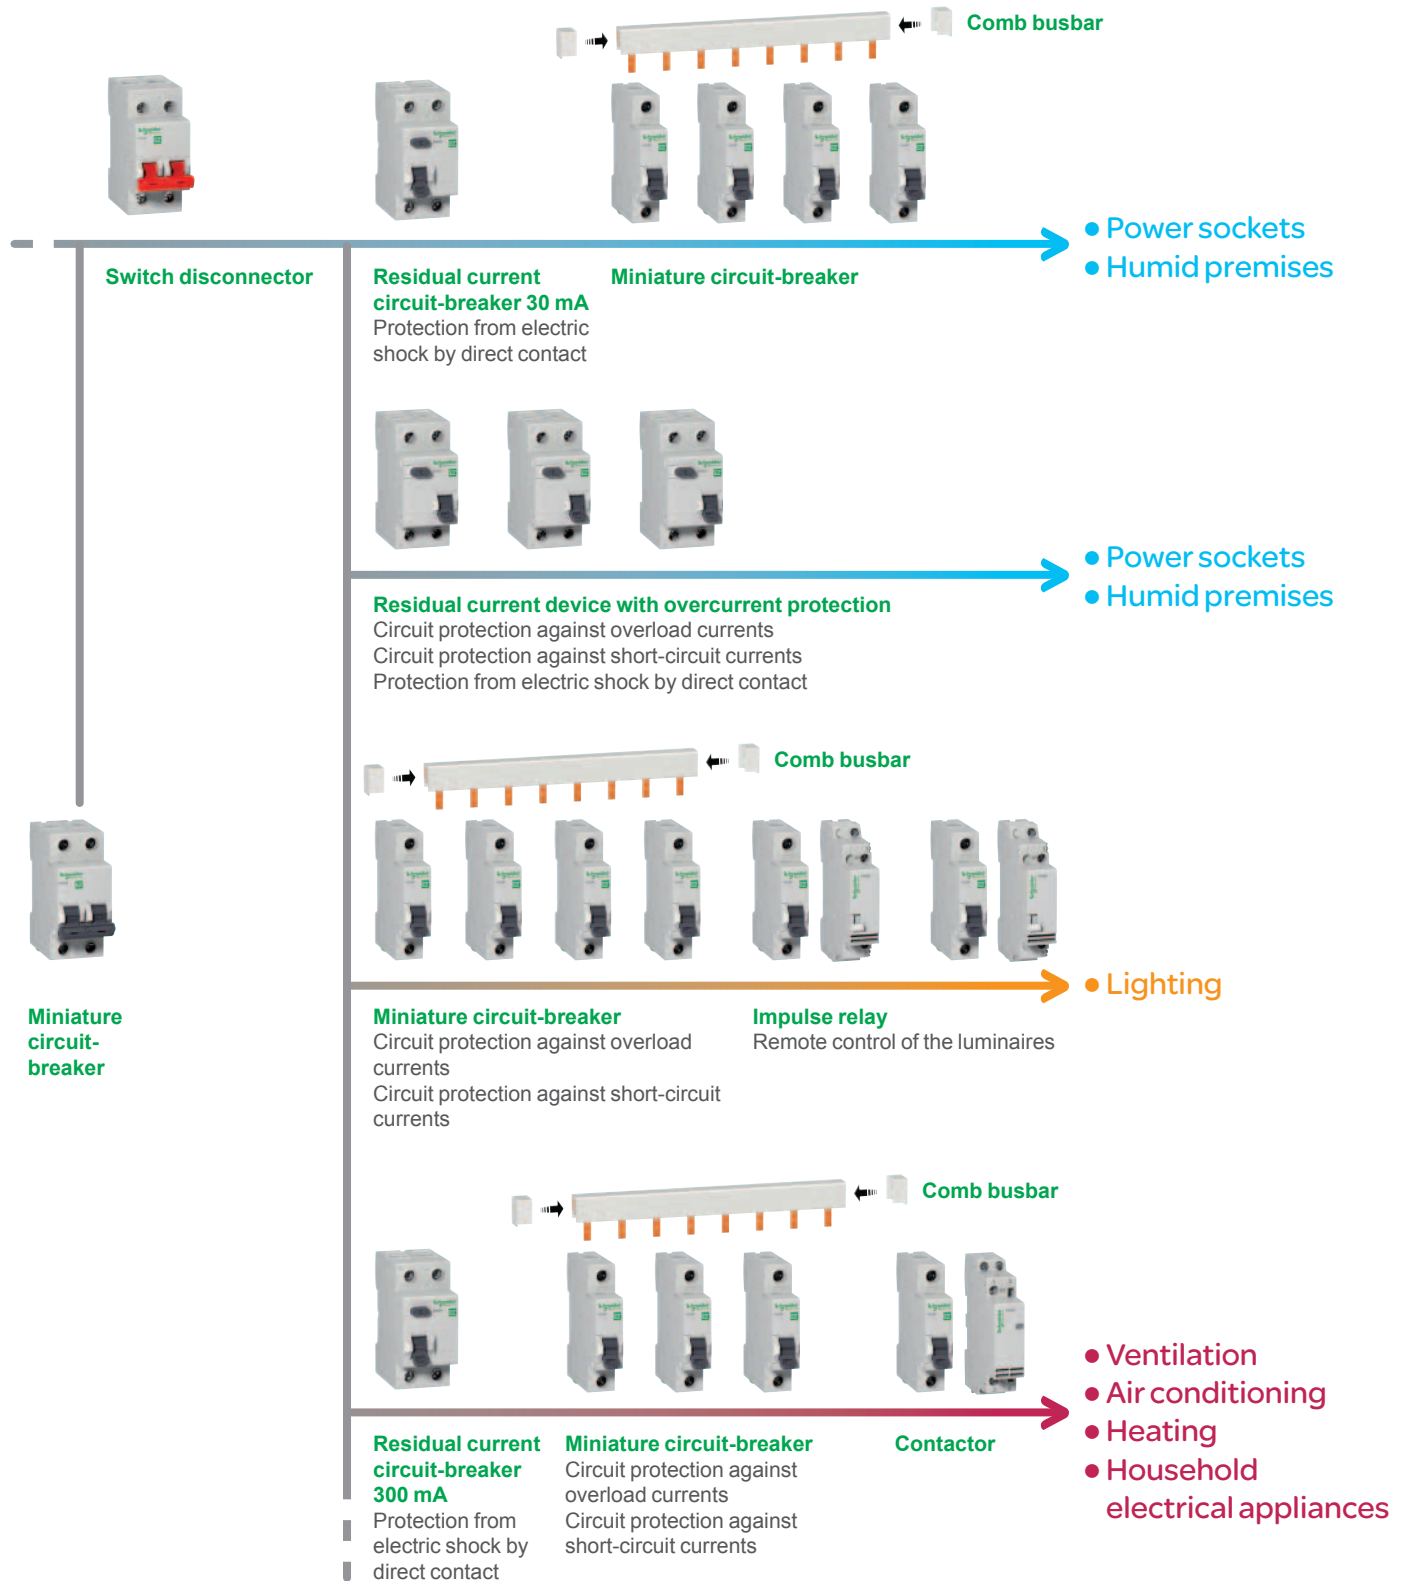 Comb busbar
Switch disconnector
Residual current
circuit-breaker 30 mA
Protection from electric
shock by direct contact
Miniature circuit-breaker
• Power sockets
• Humid premises
Residual current device with overcurrent protection
Circuit protection against overload currents
Circuit protection against short-circuit currents
Protection from electric shock by direct contact
• Power sockets
• Humid premises
Comb busbar
Miniature
circuit-
breaker
Miniature circuit-breaker
Circuit protection against overload
currents
Circuit protection against short-circuit
currents
Impulse relay
Remote control of the luminaires
• Lighting
Comb busbar
Residual current
circuit-breaker
300 mA
Protection from
electric shock by
direct contact
Miniature circuit-breaker
Circuit protection against
overload currents
Circuit protection against
short-circuit currents
Contactor
• Ventilation
• Air conditioning
• Heating
• Household
electrical appliances